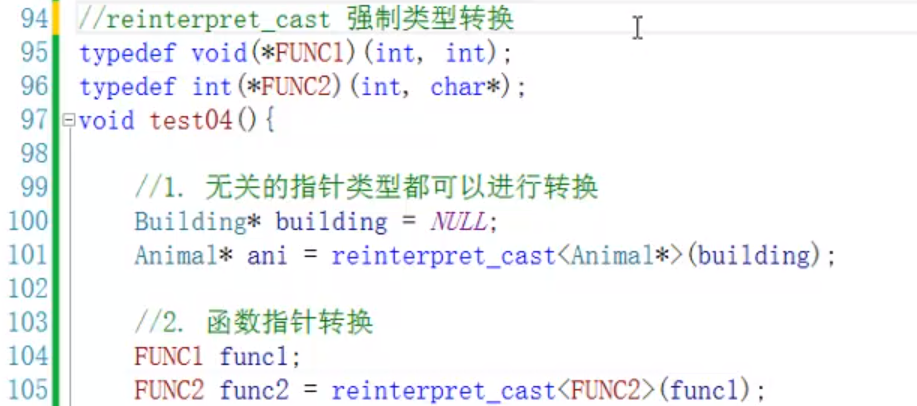 94 //reinterpret_cast 强制类型转换
95 typedef void(*FUNC1)(int, int);
96 typedef int(*FUNC2)(int, char*);
97 void test04(){
98
99 //1. 无关的指针类型都可以进行转换
100 Building* building = NULL;
101 Animal* ani = reinterpret_cast<Animal*>(building);
102
103 //2. 函数指针转换
104 FUNC1 func1;
105 FUNC2 func2 = reinterpret_cast<FUNC2>(func1);